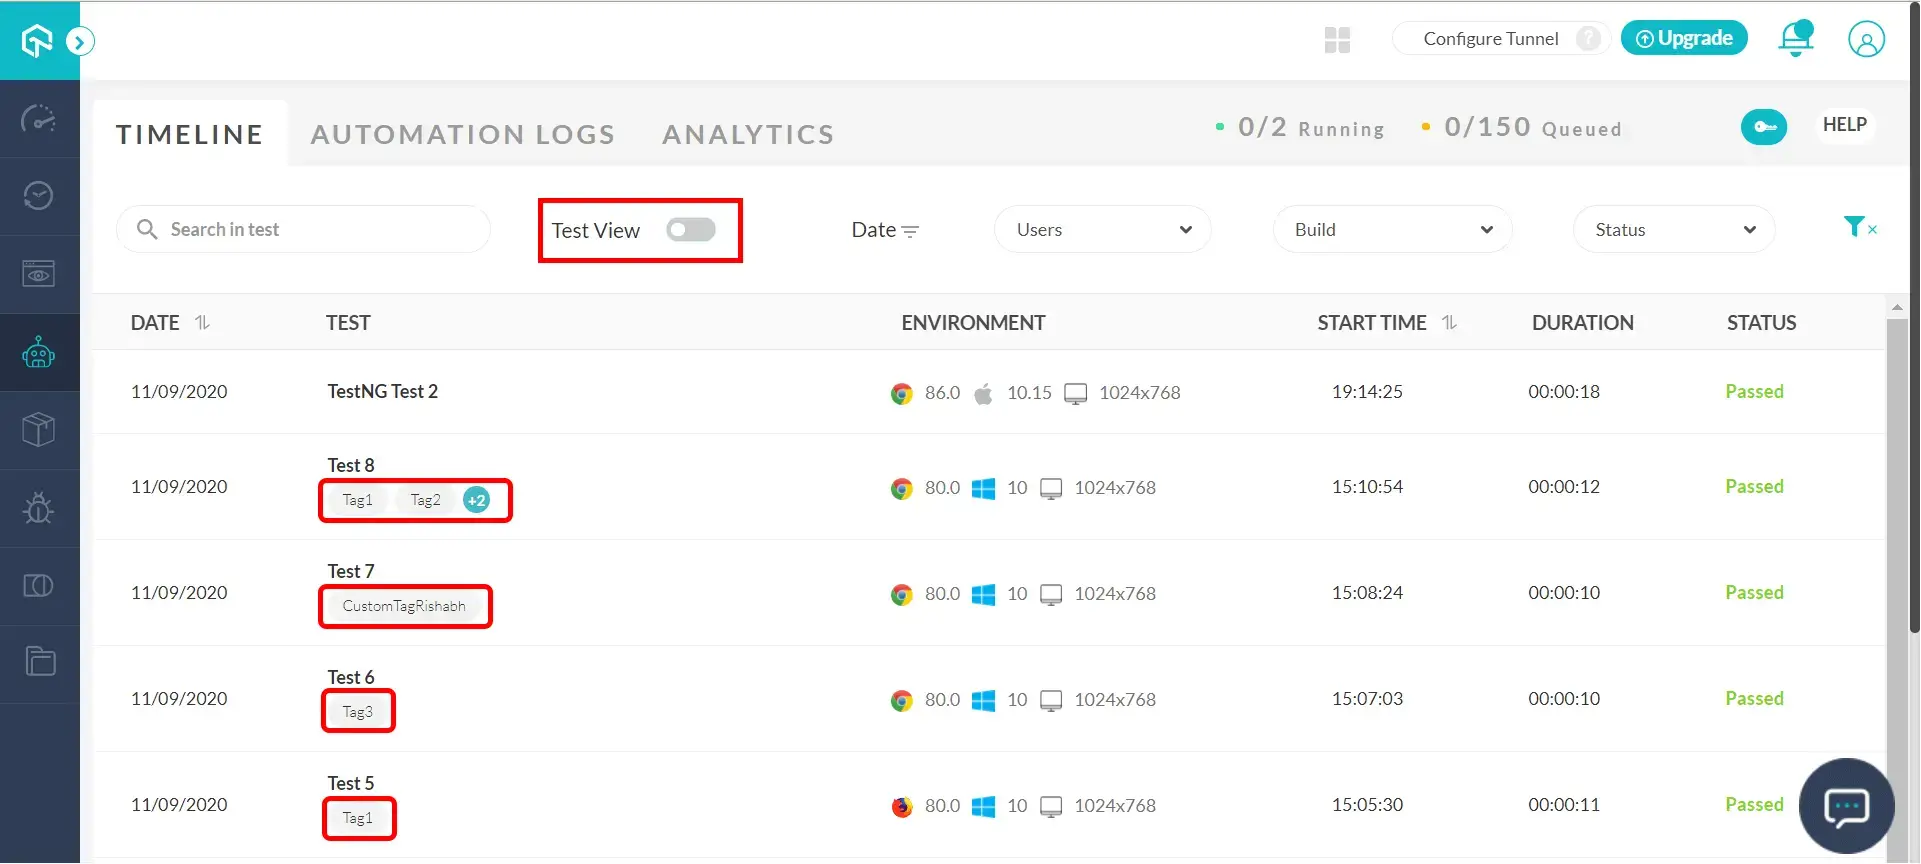 Configure Tunnel ? Upgrade
TIMELINE AUTOMATION LOGS ANALYTICS 0/2 Running 0/150 Queued HELP
Search in test Test View Date Users Build Status
DATE TEST ENVIRONMENT START TIME DURATION STATUS
11/09/2020 TestNG Test 2 86.0 10.15 1024x768 19:14:25 00:00:18 Passed
Test 8
11/09/2020 80.0 10 1024x768 15:10:54 00:00:12 Passed
Tag1 Tag2 +2
Test 7
11/09/2020 80.0 10 1024x768 15:08:24 00:00:10 Passed
CustomTagRishabh
Test 6
11/09/2020 80.0 10 1024x768 15:07:03 00:00:10 Passed
Tag3
Test 5
11/09/2020 80.0 10 1024x768 15:05:30 00:00:11 Passed
Tag1